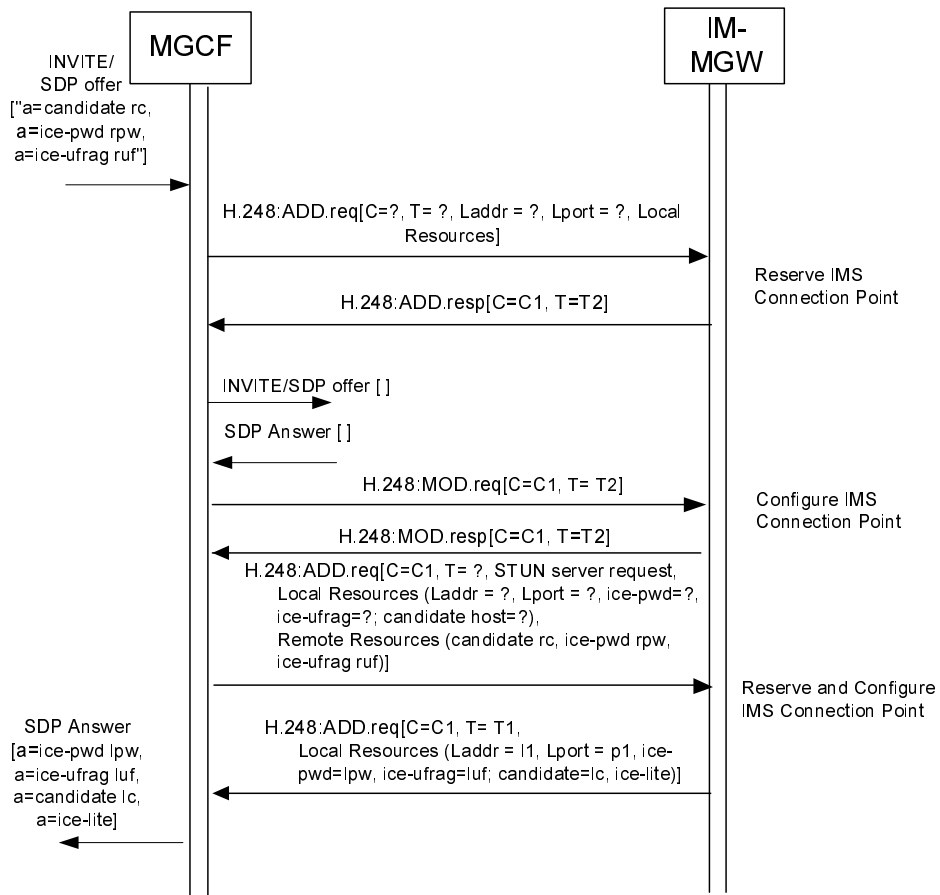 MGCF
IM-
MGW
INVITE/
SDP offer
["a=candidate rc,
a=ice-pwd rpw,
a=ice-ufrag ruf"]
H.248:ADD.req[C=?, T= ?, Laddr = ?, Lport = ?, Local
Resources]
Reserve IMS
Connection Point
H.248:ADD.resp[C=C1, T=T2]
INVITE/SDP offer [ ]
SDP Answer [ ]
H.248:MOD.req[C=C1, T= T2]
Configure IMS
Connection Point
H.248:MOD.resp[C=C1, T=T2]
H.248:ADD.req[C=C1, T= ?, STUN server request,
Local Resources (Laddr = ?, Lport = ?, ice-pwd=?,
ice-ufrag=?; candidate host=?),
Remote Resources (candidate rc, ice-pwd rpw,
ice-ufrag ruf)]
Reserve and Configure
IMS Connection Point
H.248:ADD.req[C=C1, T= T1,
Local Resources (Laddr = l1, Lport = p1, ice-
pwd=lpw, ice-ufrag=luf; candidate=lc, ice-lite)]
SDP Answer
[a=ice-pwd lpw,
a=ice-ufrag luf,
a=candidate lc,
a=ice-lite]